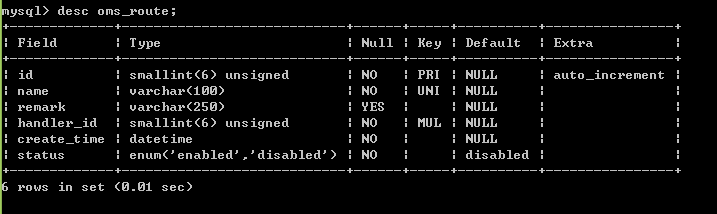 mysql> desc oms_route;
+-------------+----------------------------+------+-----+----------+----------------+
| Field       | Type                       | Null | Key | Default  | Extra          |
+-------------+----------------------------+------+-----+----------+----------------+
| id          | smallint(6) unsigned       | NO   | PRI | NULL     | auto_increment |
| name        | varchar(100)               | NO   | UNI | NULL     |                |
| remark      | varchar(250)               | YES  |     | NULL     |                |
| handler_id  | smallint(6) unsigned       | NO   | MUL | NULL     |                |
| create_time | datetime                   | NO   |     | NULL     |                |
| status      | enum('enabled','disabled') | NO   |     | disabled |                |
+-------------+----------------------------+------+-----+----------+----------------+
6 rows in set (0.01 sec)